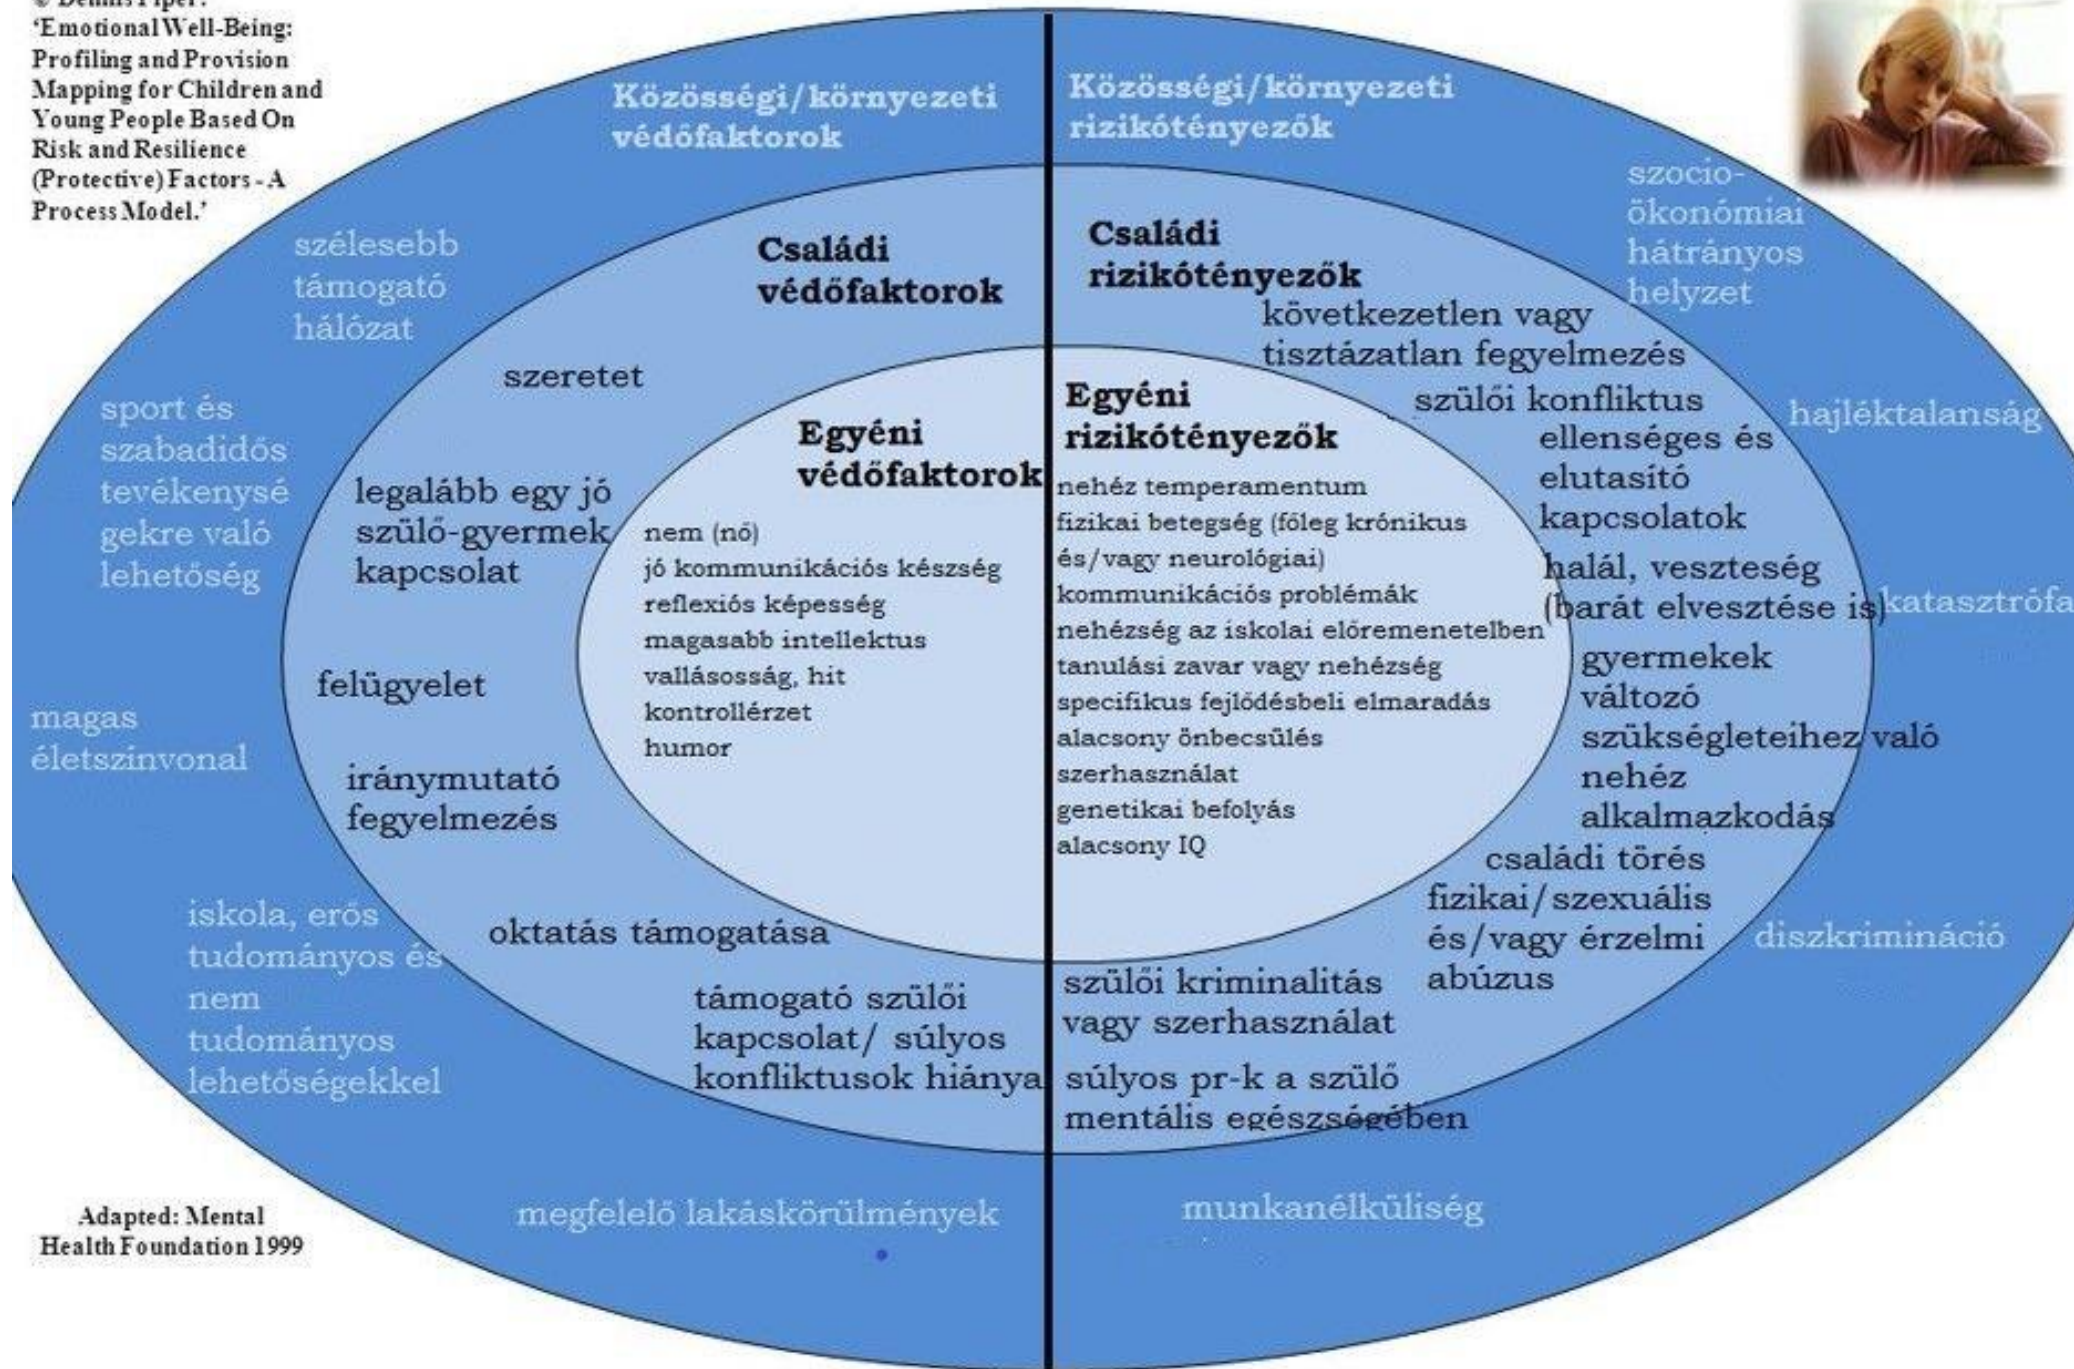 © Dennis Piper:
‘Emotional Well-Being:
Profiling and Provision
Mapping for Children and
Young People Based On
Risk and Resilience
(Protective) Factors - A
Process Model.’
Közösségi/környezeti
védőfaktorok
szélesebb
támogató
hálózat
sport és
szabadidős
tevékenysé
gekre való
lehetőség
magas
életszínvonal
iskola, erős
tudományos és
nem
tudományos
lehetőségekkel
megfelelő lakáskörülmények
Családi
védőfaktorok
szeretet
legalább egy jó
szülő-gyermek
kapcsolat
felügyelet
iránymutató
fegyelmezés
oktatás támogatása
támogató szülői
kapcsolat/ súlyos
konfliktusok hiánya
Egyéni
védőfaktorok
nem (nő)
jó kommunikációs készség
reflexiós képesség
magasabb intellektus
vallásosság, hit
kontrollérzet
humor
Egyéni
rizikótényezők
nehéz temperamentum
fizikai betegség (főleg krónikus
és/vagy neurológiai)
kommunikációs problémák
nehézség az iskolai előremenetelben
tanulási zavar vagy nehézség
specifikus fejlődésbeli elmaradás
alacsony önbecsülés
szerhasználat
genetikai befolyás
alacsony IQ
Családi
rizikótényezők
következetlen vagy
tisztázatlan fegyelmezés
szülői konfliktus
ellenséges és
elutasító
kapcsolatok
halál, veszteség
(barát elvesztése is)
gyermekek
változó
szükségleteihez való
nehéz
alkalmazkodás
családi törés
fizikai/szexuális
és/vagy érzelmi
abúzus
szülői kriminalitás
vagy szerhasználat
súlyos pr-k a szülő
mentális egészségében
Közösségi/környezeti
rizikótényezők
szocio-
ökonómiai
hátrányos
helyzet
hajléktalanság
katasztrófa
diszkrimináció
munkanélküliség
Adapted: Mental
Health Foundation 1999